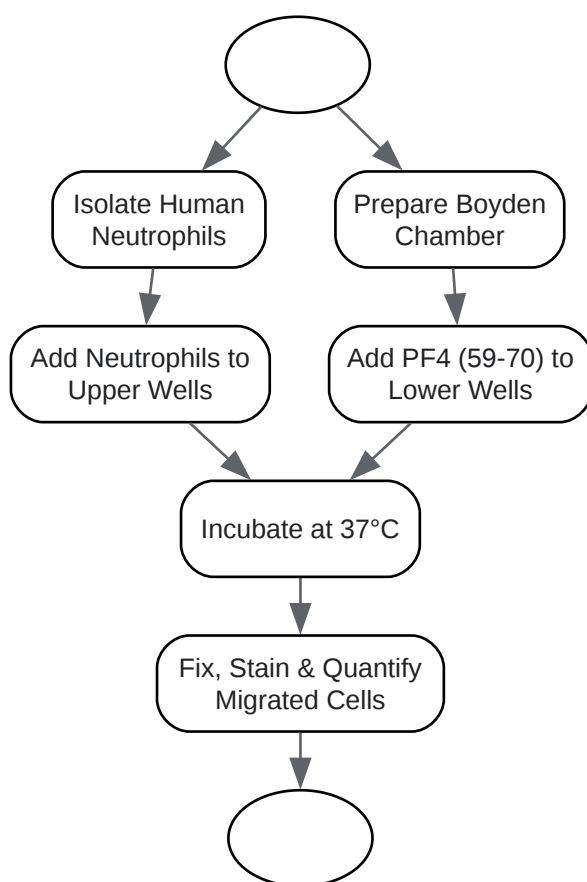 Isolate Human
Neutrophils
Prepare Boyden
Chamber
Add Neutrophils to
Upper Wells
Add PF4 (59-70) to
Lower Wells
Incubate at 37°C
Fix, Stain & Quantify
Migrated Cells